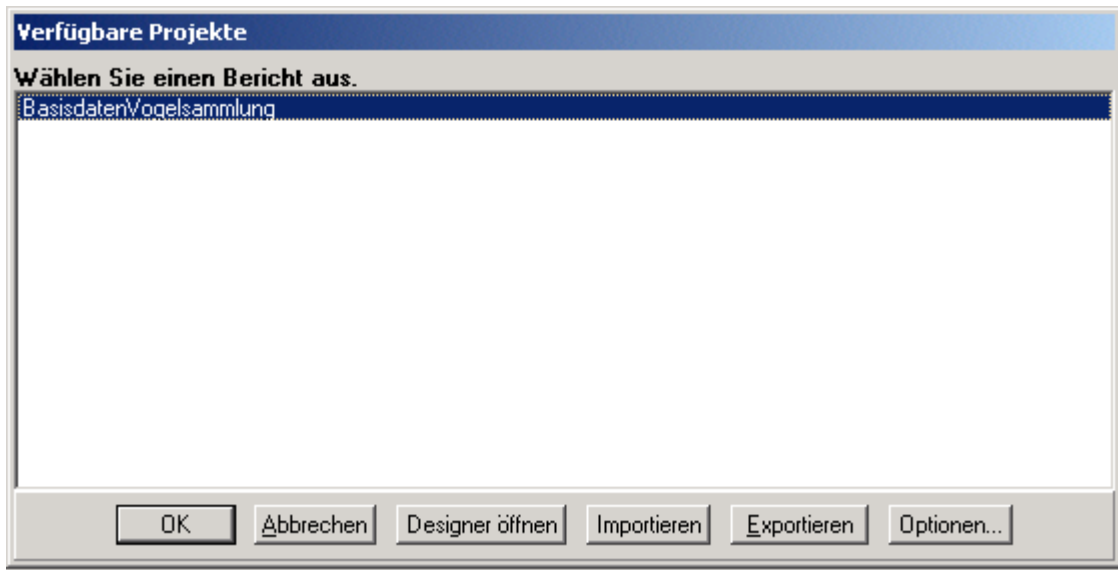 Verfügbare Projekte
Wählen Sie einen Bericht aus.
BasisdatenVogelsammlung
OK Abbrechen Designer öffnen Importieren Exportieren Optionen...